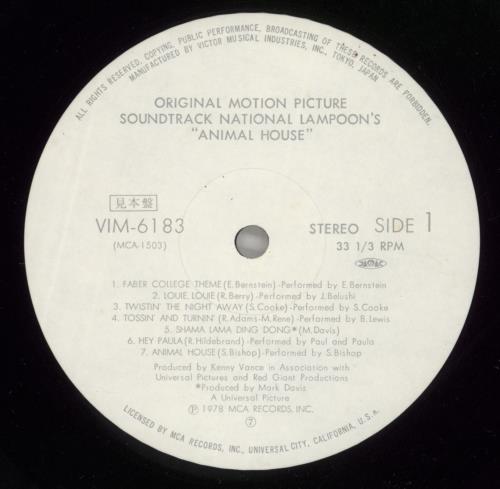 ALL RIGHTS RESERVED. COPYING, PUBLIC PERFORMANCE, BROADCASTING OF THESE RECORDS ARE FORBIDDEN.
MANUFACTURED BY VICTOR MUSICAL INDUSTRIES, INC., TOKYO, JAPAN
ORIGINAL MOTION PICTURE
SOUNDTRACK NATIONAL LAMPOON'S
"ANIMAL HOUSE"
見本盤
VIM-6183
(MCA-1503)
STEREO SIDE 1
33 1/3 RPM
1. FABER COLLEGE THEME (E. Bernstein) -Performed by E. Bernstein
2. LOUIE, LOUIE (R. Berry) -Performed by J. Belushi
3. TWISTIN' THE NIGHT AWAY (S. Cooke) -Performed by S. Cooke
4. TOSSIN' AND TURNIN' (R. Adams-M. Rene) -Performed by B. Lewis
5. SHAMA LAMA DING DONG* (M. Davis)
6. HEY PAULA (R. Hildebrand) -Performed by Paul and Paula
7. ANIMAL HOUSE (S. Bishop) -Performed by S. Bishop
Produced by Kenny Vance in Association with
Universal Pictures and Red Giant Productions
*Produced by Mark Davis
A Universal Picture
Ⓟ 1978 MCA RECORDS, INC.
⑦
LICENSED BY MCA RECORDS, INC., UNIVERSAL CITY, CALIFORNIA, U.S.A.